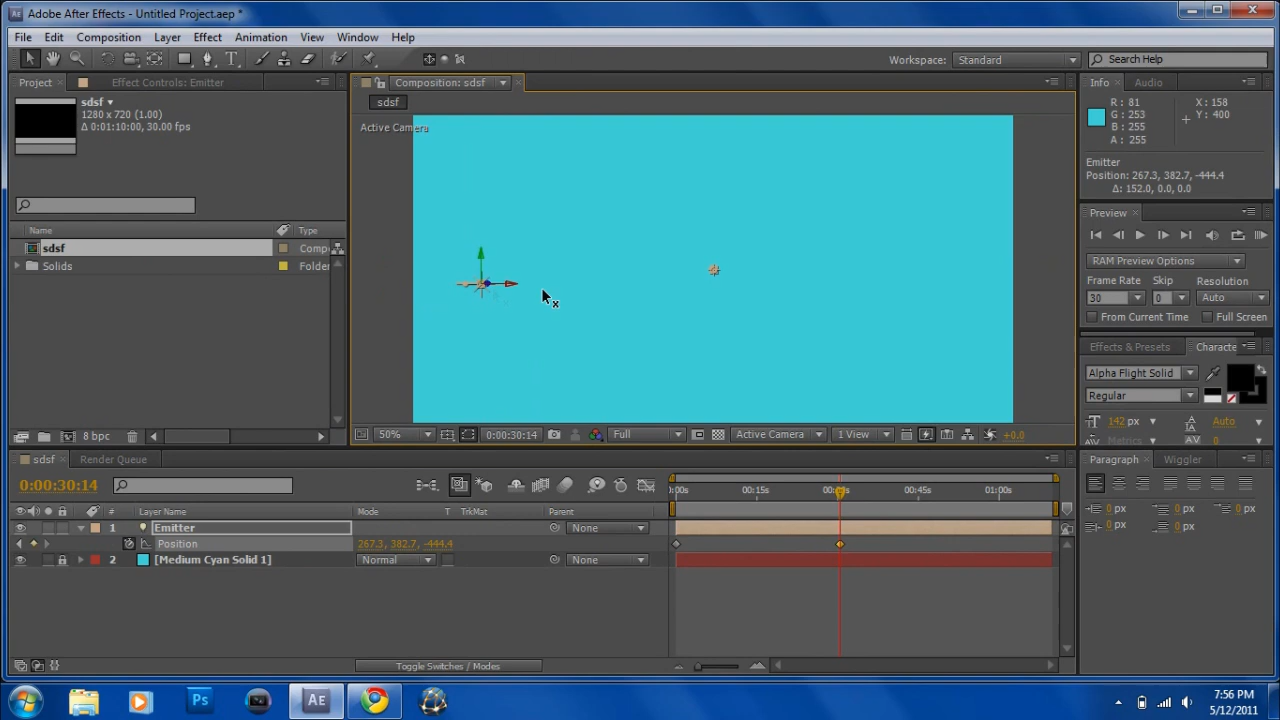 Adobe After Effects - Untitled Project.aep *
File Edit Composition Layer Effect Animation View Window Help
Workspace: Standard
Search Help
Project
Effect Controls: Emitter
sdsf
1280 x 720 (1.00)
Δ 0:01:10:00, 30.00 fps
Name Type
sdsf Comp
Solids Folder
8 bpc
Composition: sdsf
sdsf
Active Camera
50% 0:00:30:14 Full Active Camera 1 View +0.0
Info Audio
R : 81
G : 253
B : 255
A : 255
X : 158
Y : 400
Emitter
Position: 267.3, 382.7, -444.4
Δ: 152.0, 0.0, 0.0
Preview
RAM Preview Options
Frame Rate Skip Resolution
30 0 Auto
From Current Time Full Screen
Effects & Presets Characte
Alpha Flight Solid
Regular
142 px Auto
Metrics 0
Paragraph Wiggler
0 px 0 px 0 px
0 px 0 px
sdsf Render Queue
0:00:30:14
Layer Name Mode T TrkMat Parent
:00s 00:15s 00:45s 01:00s
1 Emitter None
Position 267.3, 382.7, -444.4
2 [Medium Cyan Solid 1] Normal None
Toggle Switches / Modes
Ps
Ae
7:56 PM
5/12/2011